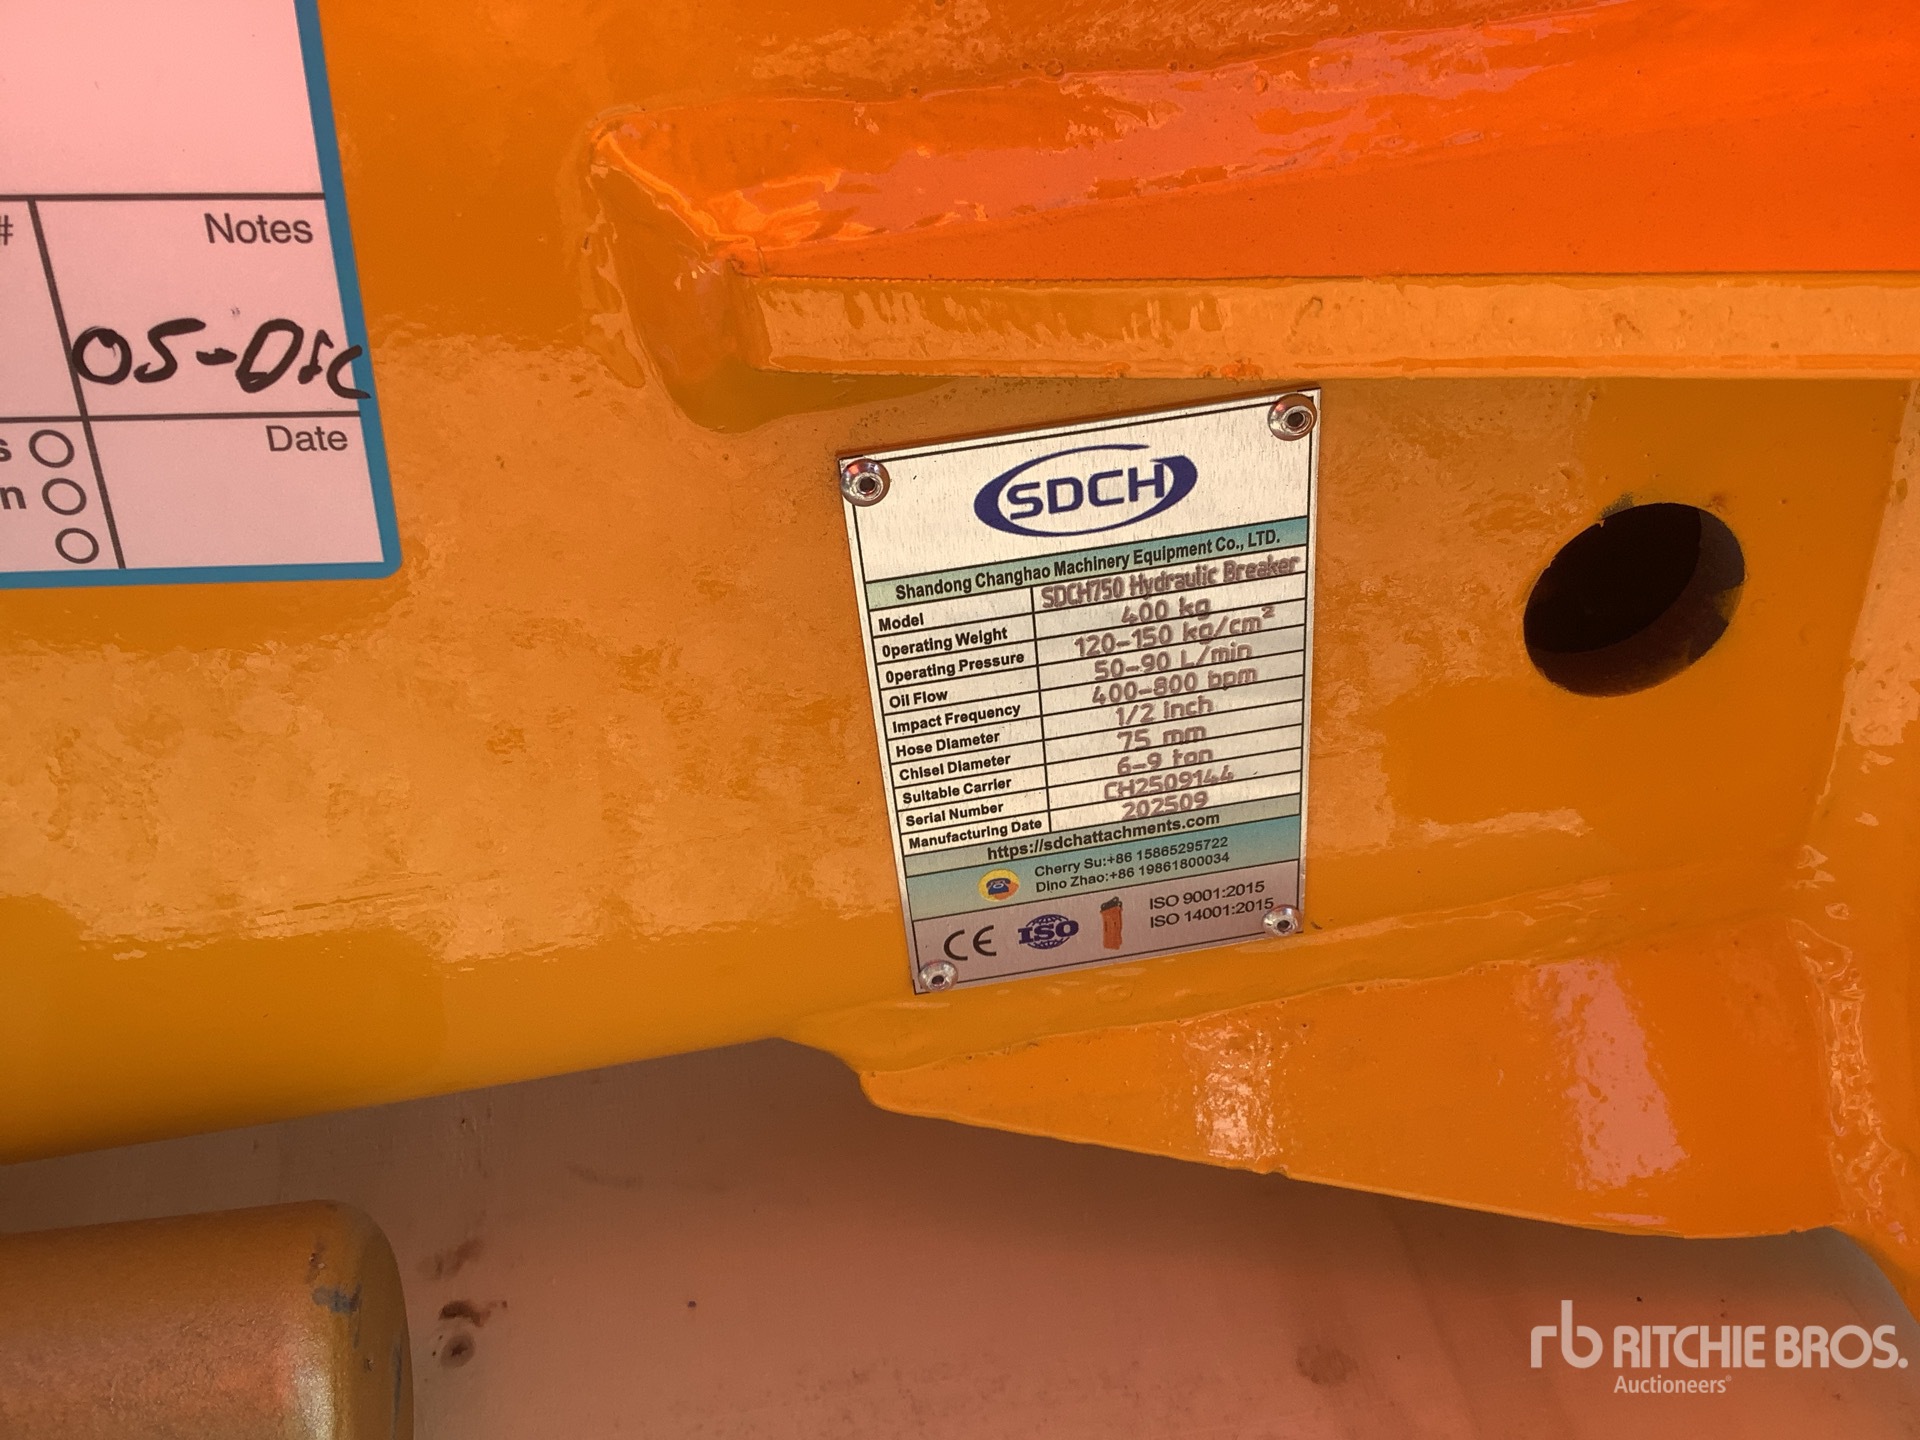 #
Notes
05-Dic
s
Date
n
SDCH
Shandong Changhao Machinery Equipment Co., LTD.
Model SDCH750 Hydraulic Breaker
Operating Weight 400 kg
Operating Pressure 120-150 kg/cm²
Oil Flow 50-90 L/min
Impact Frequency 400-800 bpm
Hose Diameter 1/2 inch
Chisel Diameter 75 mm
Suitable Carrier 6-9 ton
Serial Number CH2509144
Manufacturing Date 202509
https://sdchattachments.com
Cherry Su:+86 15865295722
Dino Zhao:+86 19861800034
CE ISO
ISO 9001:2015
ISO 14001:2015
rb RITCHIE BROS.
Auctioneers®